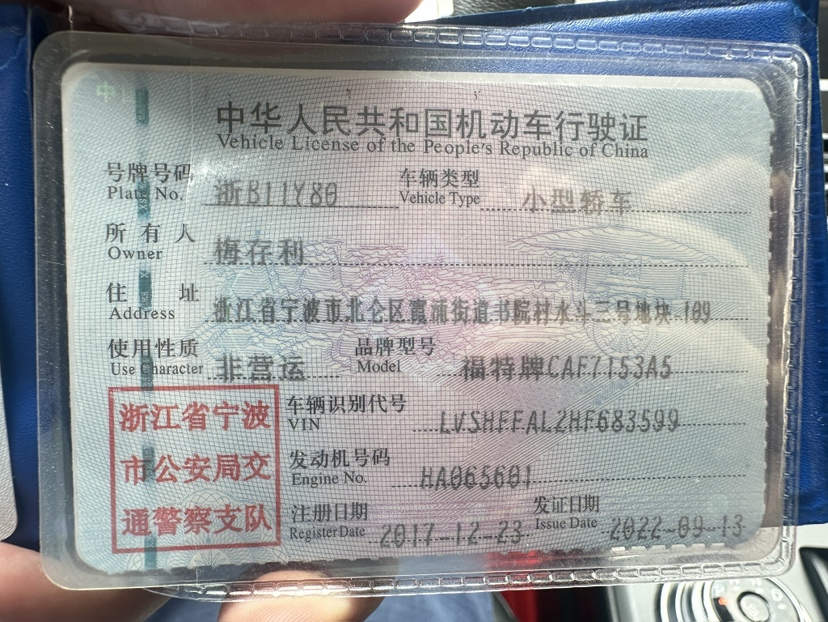 中华人民共和国机动车行驶证
Vehicle License of the People's Republic of China
号牌号码 浙B11Y80 车辆类型 小型轿车
Plate No. Vehicle Type
所有人 梅存利
Owner
住址 浙江省宁波市北仑区霞浦街道书院村水斗三号地块 109
Address
使用性质 非营运 品牌型号 福特牌CAF7153A5
Use Character Model
浙江省宁波
市公安局交
通警察支队
车辆识别代号 LVSHFFAL2HF683599
VIN
发动机号码 HA065601
Engine No.
注册日期 2017-12-23 发证日期 2022-09-13
Register Date Issue Date